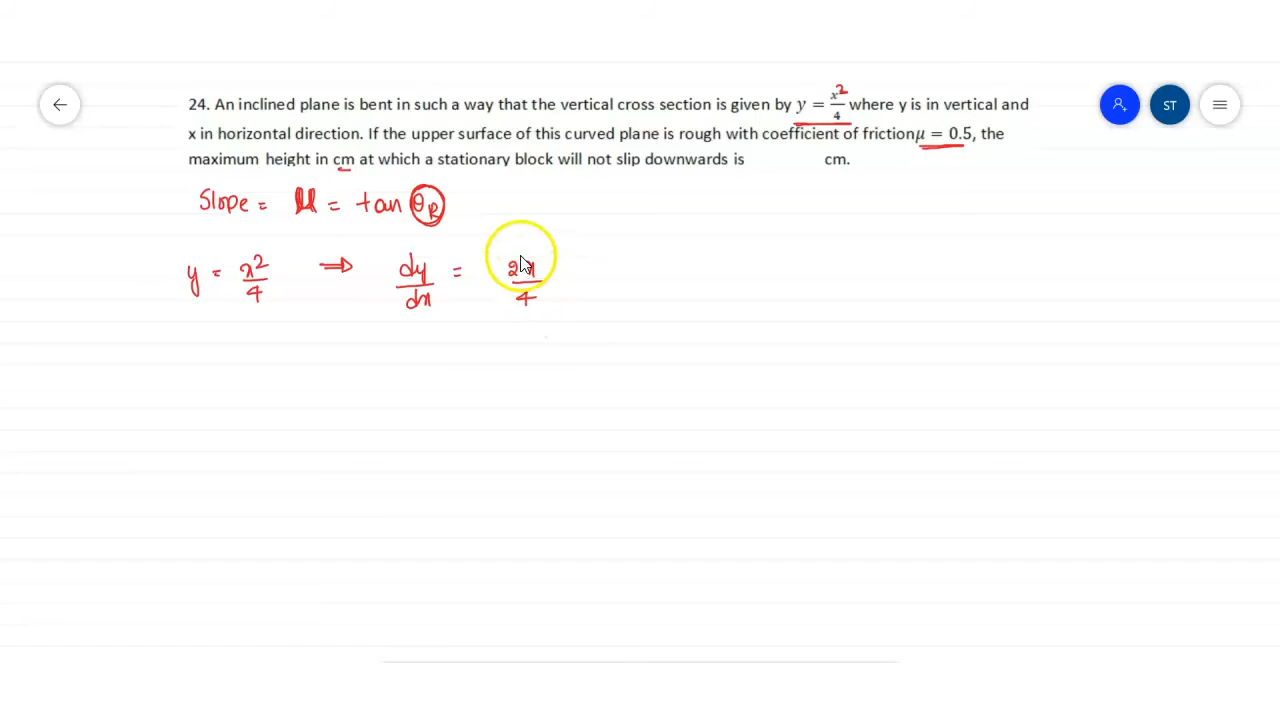 24. An inclined plane is bent in such a way that the vertical cross section is given by y = x²/4 where y is in vertical and
x in horizontal direction. If the upper surface of this curved plane is rough with coefficient of frictionμ = 0.5, the
maximum height in cm at which a stationary block will not slip downwards is cm.
ST
Slope = μ = tan θR
y = x²/4 ⇒ dy/dx = 2x/4